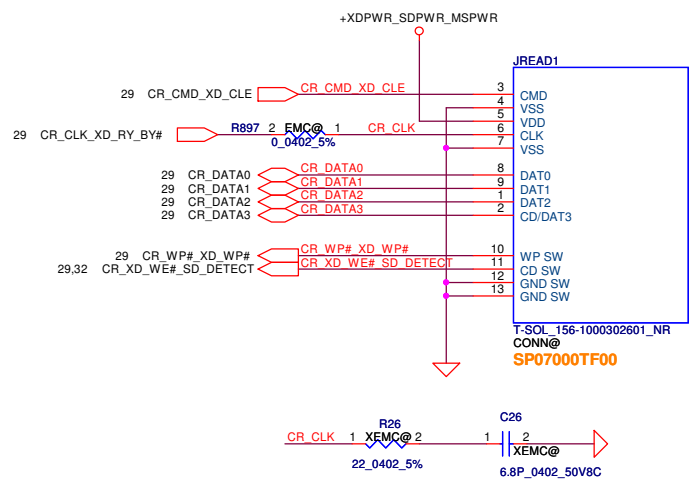 +XDPWR_SDPWR_MSPWR
JREAD1
29 CR_CMD_XD_CLE CR_CMD_XD_CLE 3 CMD
4 VSS
5 VDD
29 CR_CLK_XD_RY_BY# R897 2 EMC@ 1 CR_CLK 6 CLK
0_0402_5%
7 VSS
29 CR_DATA0 CR_DATA0 8 DAT0
29 CR_DATA1 CR_DATA1 9 DAT1
29 CR_DATA2 CR_DATA2 1 DAT2
29 CR_DATA3 CR_DATA3 2 CD/DAT3
29 CR_WP#_XD_WP# CR_WP#_XD_WP# 10 WP SW
29,32 CR_XD_WE#_SD_DETECT CR_XD_WE#_SD_DETECT 11 CD SW
12 GND SW
13 GND SW
T-SOL_156-1000302601_NR
CONN@
SP07000TF00
R26 C26
CR_CLK 1 XEMC@ 2 1 2
XEMC@
22_0402_5% 6.8P_0402_50V8C